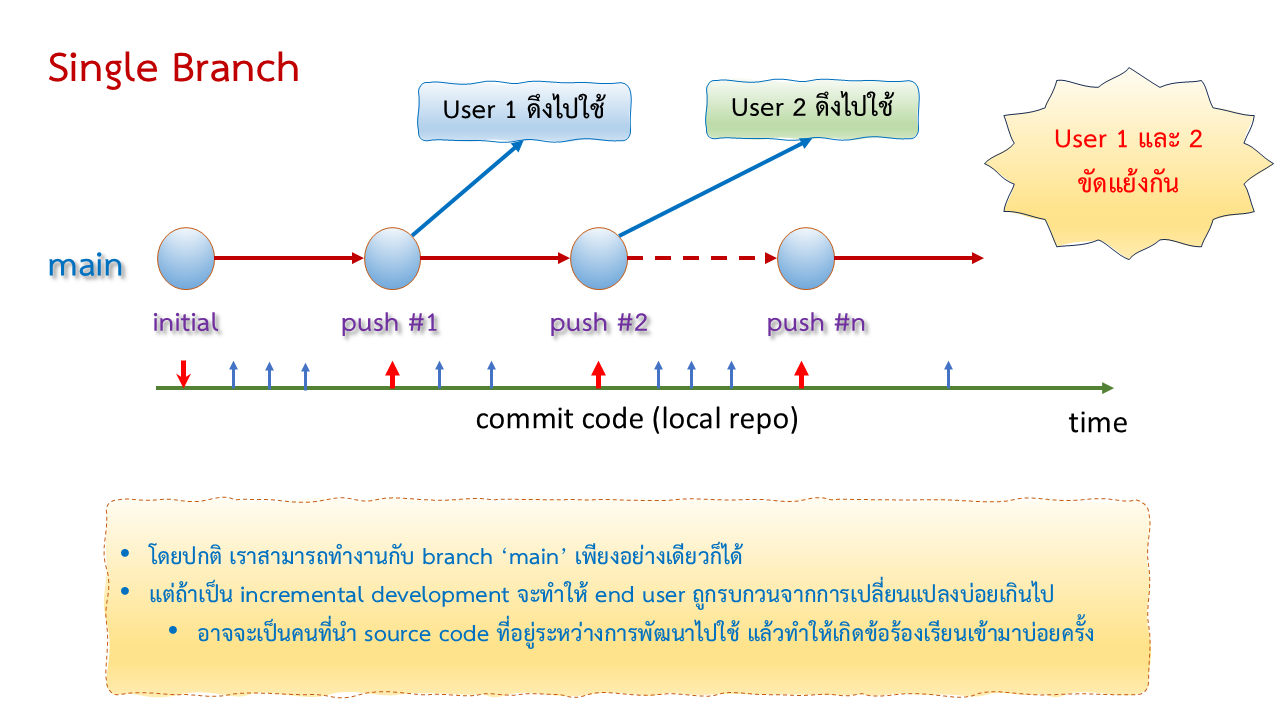 Single Branch
User 1 ดึงไปใช้
User 2 ดึงไปใช้
User 1 และ 2
ขัดแย้งกัน
main
initial
push #1
push #2
push #n
commit code (local repo)
time
• โดยปกติ เราสามารถทำงานกับ branch ‘main’ เพียงอย่างเดียวก็ได้
• แต่ถ้าเป็น incremental development จะทำให้ end user ถูกรบกวนจากการเปลี่ยนแปลงบ่อยเกินไป
• อาจจะเป็นคนที่นำ source code ที่อยู่ระหว่างการพัฒนาไปใช้ แล้วทำให้เกิดข้อร้องเรียนเข้ามาบ่อยครั้ง